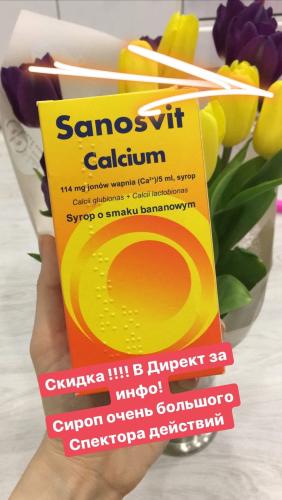 Sanosvit
Calcium
114 mg jonów wapnia (Ca²⁺)/5 ml, syrop
Calcii glubionas + Calcii lactobionas
Syrop o smaku bananowym
Скидка !!!! В Директ за
инфо!
Сироп очень большого
Спектора действий